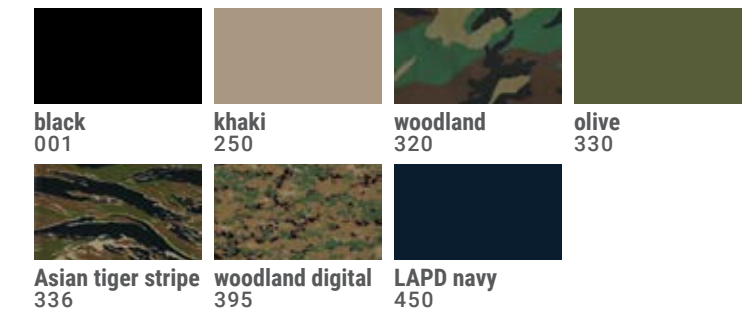 black
001
khaki
250
woodland
320
olive
330
Asian tiger stripe
336
woodland digital
395
LAPD navy
450